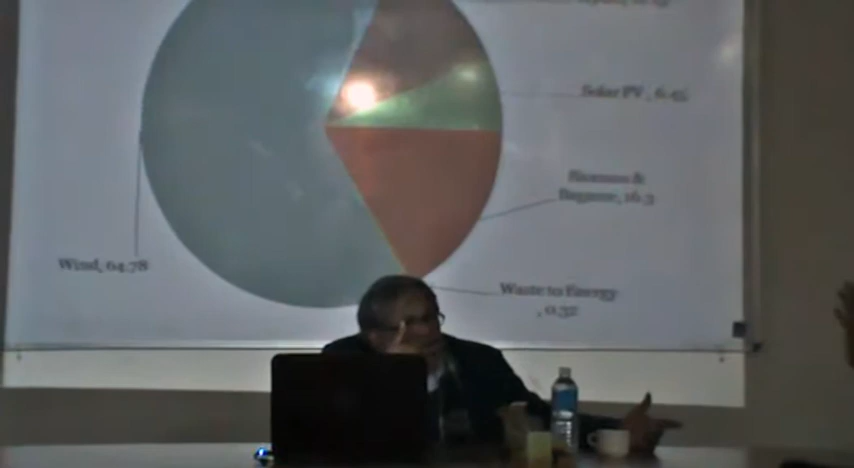 Solar PV , 6.45
Biomass &
Bagasse, 16.3
Wind, 64.78
Waste to Energy
, 0.32